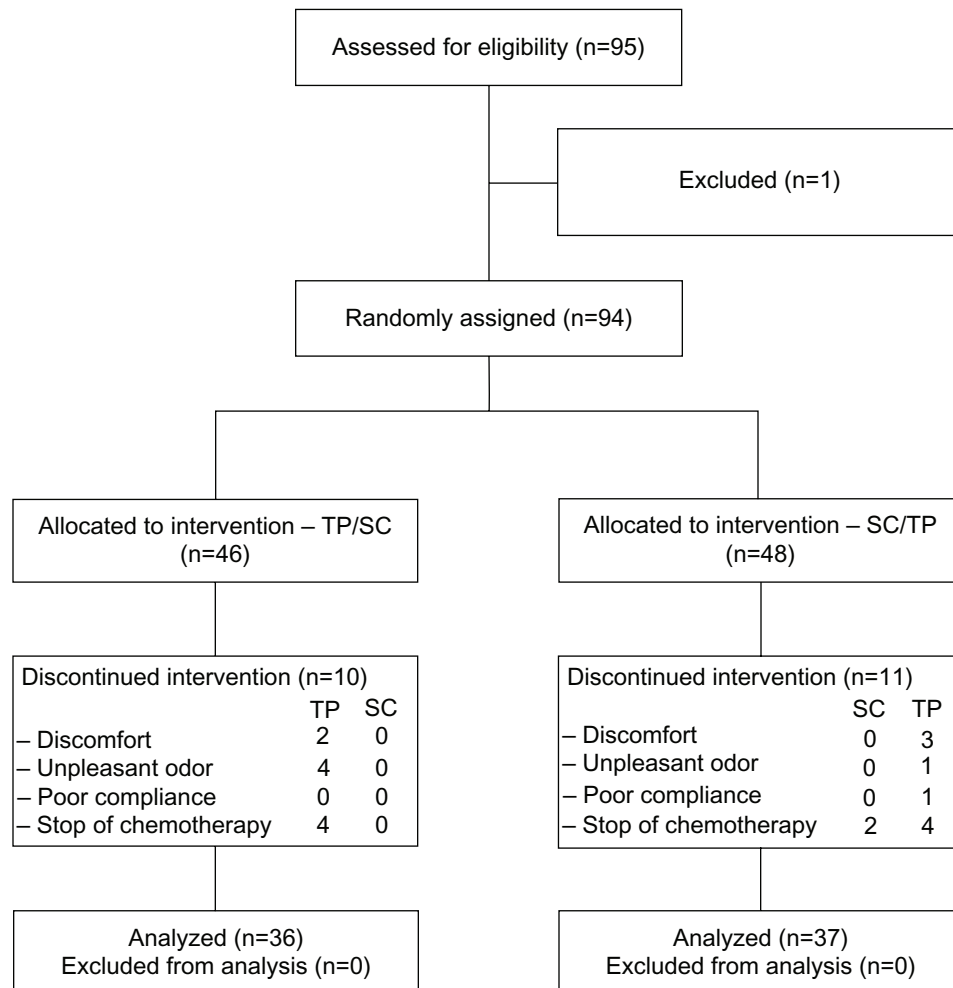 Assessed for eligibility (n=95)
Excluded (n=1)
Randomly assigned (n=94)
Allocated to intervention – TP/SC
(n=46)
Allocated to intervention – SC/TP
(n=48)
Discontinued intervention (n=10)
TP SC
– Discomfort 2 0
– Unpleasant odor 4 0
– Poor compliance 0 0
– Stop of chemotherapy 4 0
Discontinued intervention (n=11)
SC TP
– Discomfort 0 3
– Unpleasant odor 0 1
– Poor compliance 0 1
– Stop of chemotherapy 2 4
Analyzed (n=36)
Excluded from analysis (n=0)
Analyzed (n=37)
Excluded from analysis (n=0)